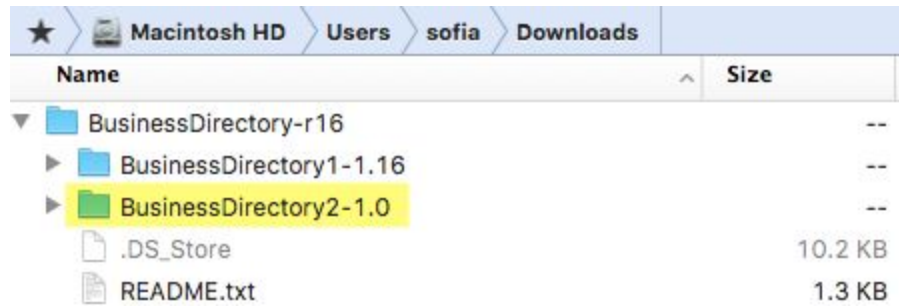 Macintosh HD Users sofia Downloads
Name Size
BusinessDirectory-r16 --
BusinessDirectory1-1.16 --
BusinessDirectory2-1.0 --
.DS_Store 10.2 KB
README.txt 1.3 KB